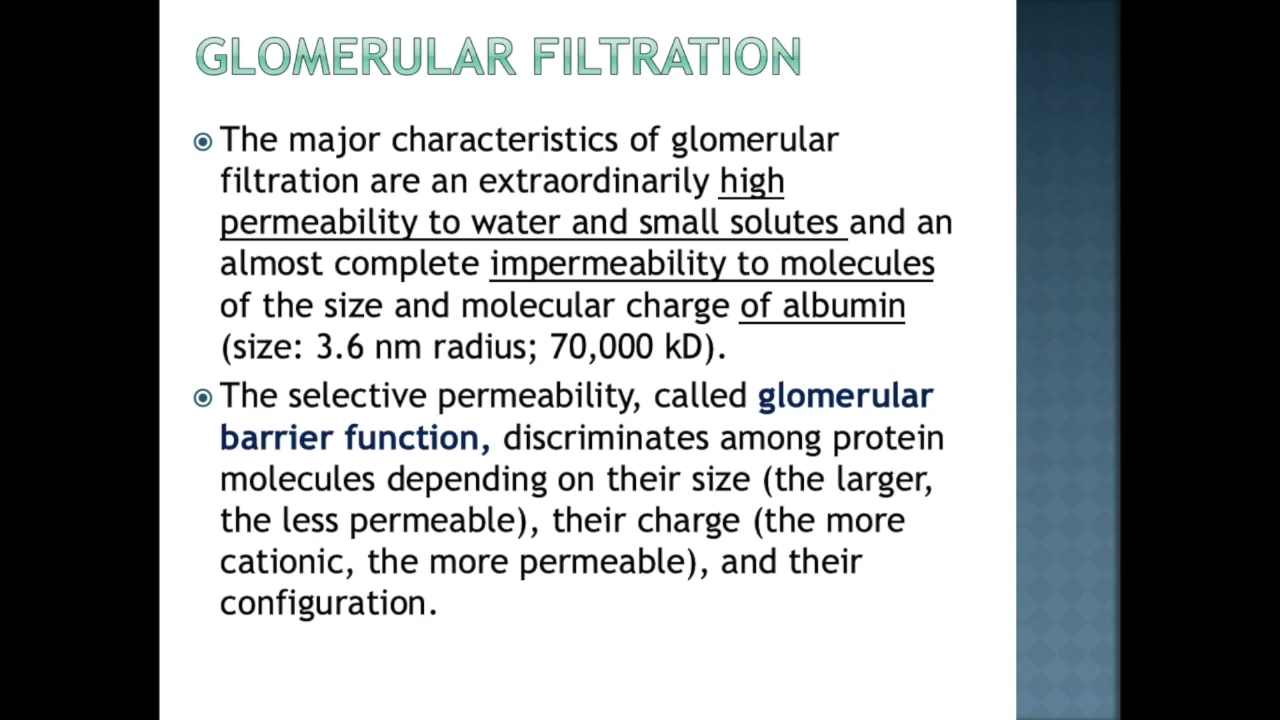 GLOMERULAR FILTRATION
The major characteristics of glomerular
filtration are an extraordinarily high
permeability to water and small solutes and an
almost complete impermeability to molecules
of the size and molecular charge of albumin
(size: 3.6 nm radius; 70,000 kD).
The selective permeability, called glomerular
barrier function, discriminates among protein
molecules depending on their size (the larger,
the less permeable), their charge (the more
cationic, the more permeable), and their
configuration.